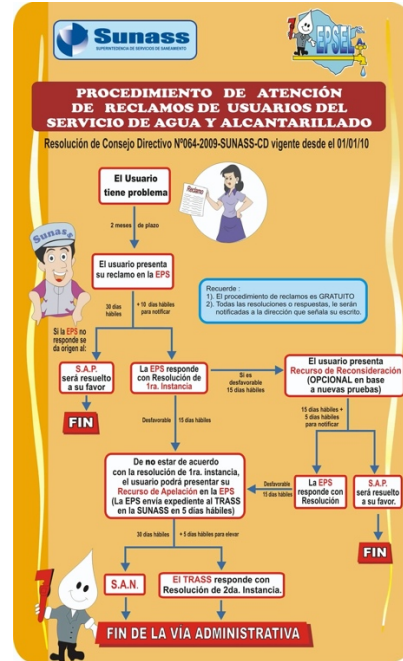 Sunass
SUPERINTENDENCIA DE SERVICIOS DE SANEAMIENTO
EPSEL
PROCEDIMIENTO DE ATENCIÓN
DE RECLAMOS DE USUARIOS DEL
SERVICIO DE AGUA Y ALCANTARILLADO
Resolución de Consejo Directivo Nº064-2009-SUNASS-CD vigente desde el 01/01/10
El Usuario
tiene problema
Reclamo
2 meses de plazo
Sunass
El usuario presenta
su reclamo en la EPS
Recuerde :
1). El procedimiento de reclamos es GRATUITO
2). Todas las resoluciones o respuestas, le serán
notificadas a la dirección que señala su escrito.
30 días
hábiles
+ 10 días hábiles
para notificar
Si la EPS no
responde se
da origen al:
S.A.P.
será resuelto
a su favor
FIN
La EPS responde
con Resolución de
1ra. Instancia
Si es
desfavorable
15 días hábiles
El usuario presenta
Recurso de Reconsideración
(OPCIONAL en base
a nuevas pruebas)
15 días hábiles +
5 días hábiles
para notificar
Desfavorable 15 días hábiles
De no estar de acuerdo
con la resolución de 1ra. instancia,
el usuario podrá presentar su
Recurso de Apelación en la EPS
(La EPS envía expediente al TRASS
en la SUNASS en 5 días hábiles)
Desfavorable
15 días hábiles
La EPS
responde con
Resolución
S.A.P.
será resuelto
a su favor.
FIN
30 días hábiles + 5 días hábiles para elevar
S.A.N.
El TRASS responde con
Resolución de 2da. Instancia.
FIN DE LA VÍA ADMINISTRATIVA